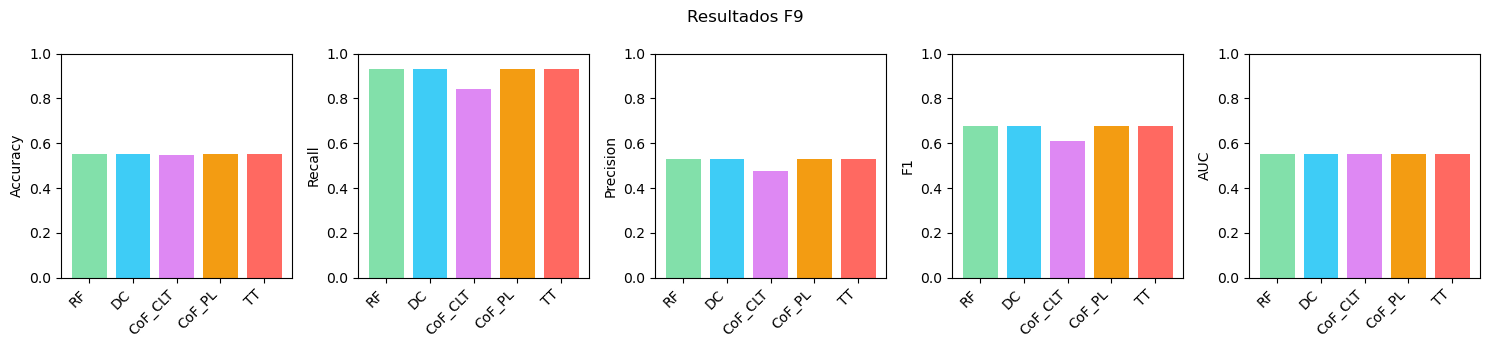 Resultados F9
Accuracy
1.0
0.8
0.6
0.4
0.2
0.0
RF
DC
CoF_CLT
CoF_PL
TT
Recall
1.0
0.8
0.6
0.4
0.2
0.0
RF
DC
CoF_CLT
CoF_PL
TT
Precision
1.0
0.8
0.6
0.4
0.2
0.0
RF
DC
CoF_CLT
CoF_PL
TT
F1
1.0
0.8
0.6
0.4
0.2
0.0
RF
DC
CoF_CLT
CoF_PL
TT
AUC
1.0
0.8
0.6
0.4
0.2
0.0
RF
DC
CoF_CLT
CoF_PL
TT